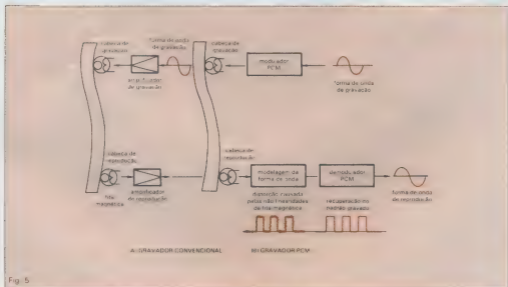 cabeça de
gravação
forma de onda
de gravação
amplificador
de gravação
cabeça de
gravação
modulador
PCM
forma de onda
de gravação
cabeça de
reprodução
fita
magnética
amplificador
de reprodução
cabeça de
reprodução
modelagem da
forma de onda
demodulador
PCM
forma de onda
de reprodução
distorção causada
pelas não linearidades
da fita magnética
recuperação no
padrão gravado
A - GRAVADOR CONVENCIONAL
B - GRAVADOR PCM
Fig. 5